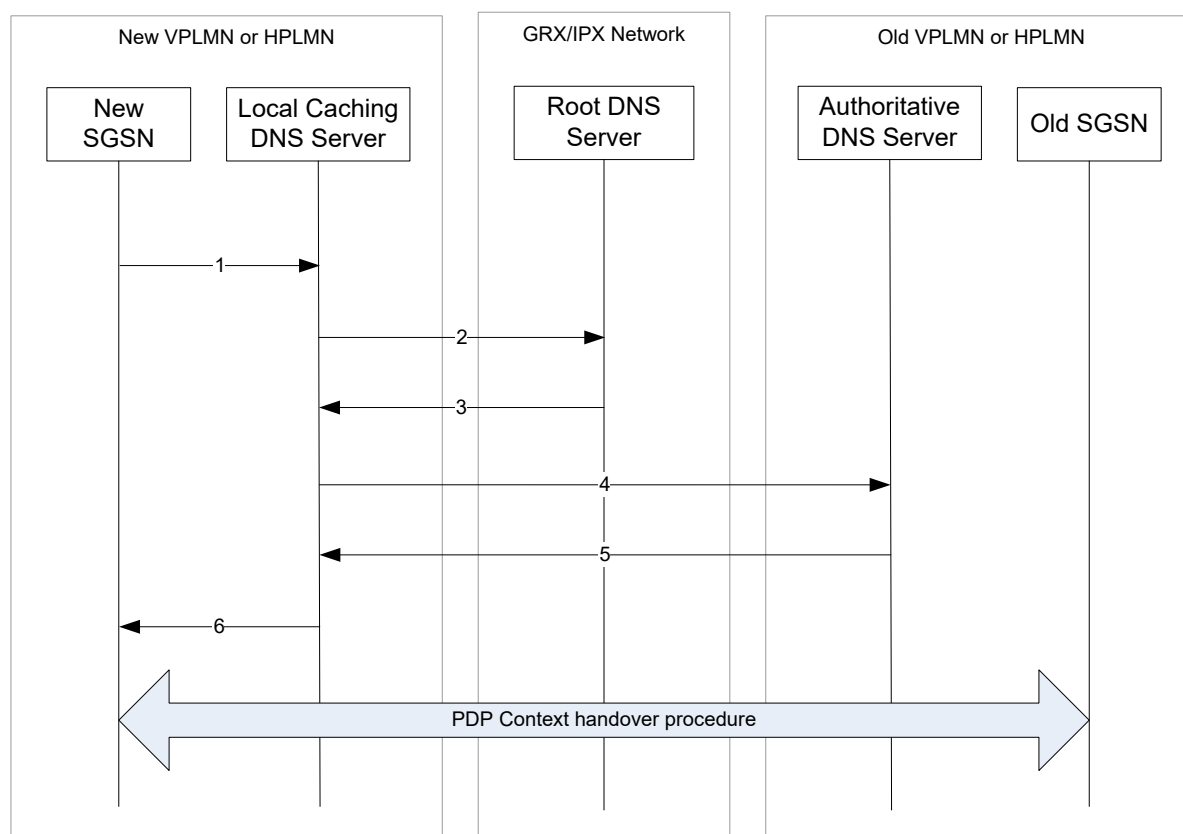 New VPLMN or HPLMN
GRX/IPX Network
Old VPLMN or HPLMN
New
SGSN
Local Caching
DNS Server
Root DNS
Server
Authoritative
DNS Server
Old SGSN
1
2
3
4
5
6
PDP Context handover procedure